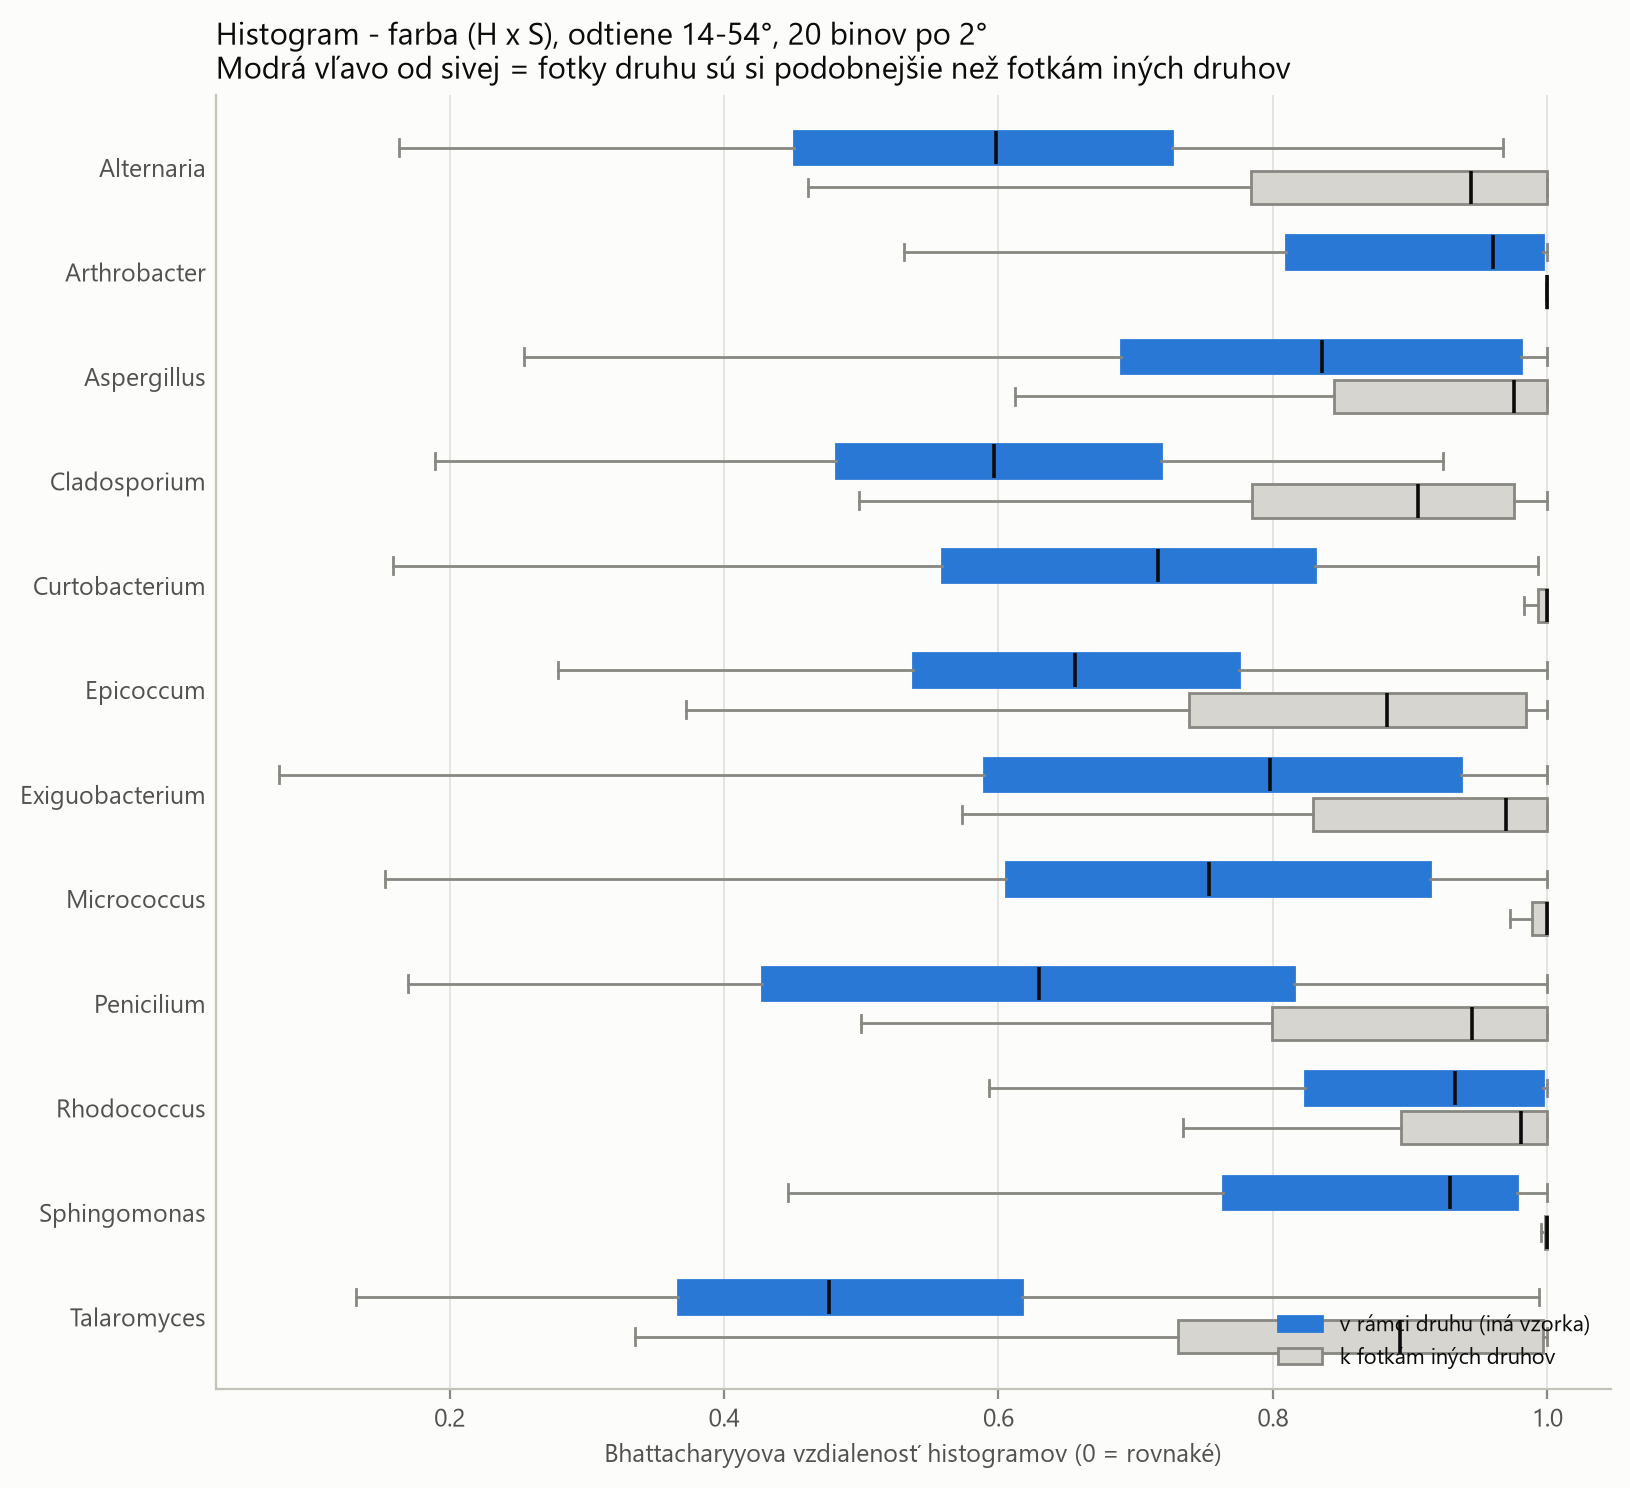 Histogram - farba (H x S), odtiene 14-54°, 20 binov po 2°
Modrá vľavo od sivej = fotky druhu sú si podobnejšie než fotkám iných druhov
Alternaria
Arthrobacter
Aspergillus
Cladosporium
Curtobacterium
Epicoccum
Exiguobacterium
Micrococcus
Penicilium
Rhodococcus
Sphingomonas
Talaromyces
v rámci druhu (iná vzorka)
k fotkám iných druhov
0.2 0.4 0.6 0.8 1.0
Bhattacharyyova vzdialenosť histogramov (0 = rovnaké)